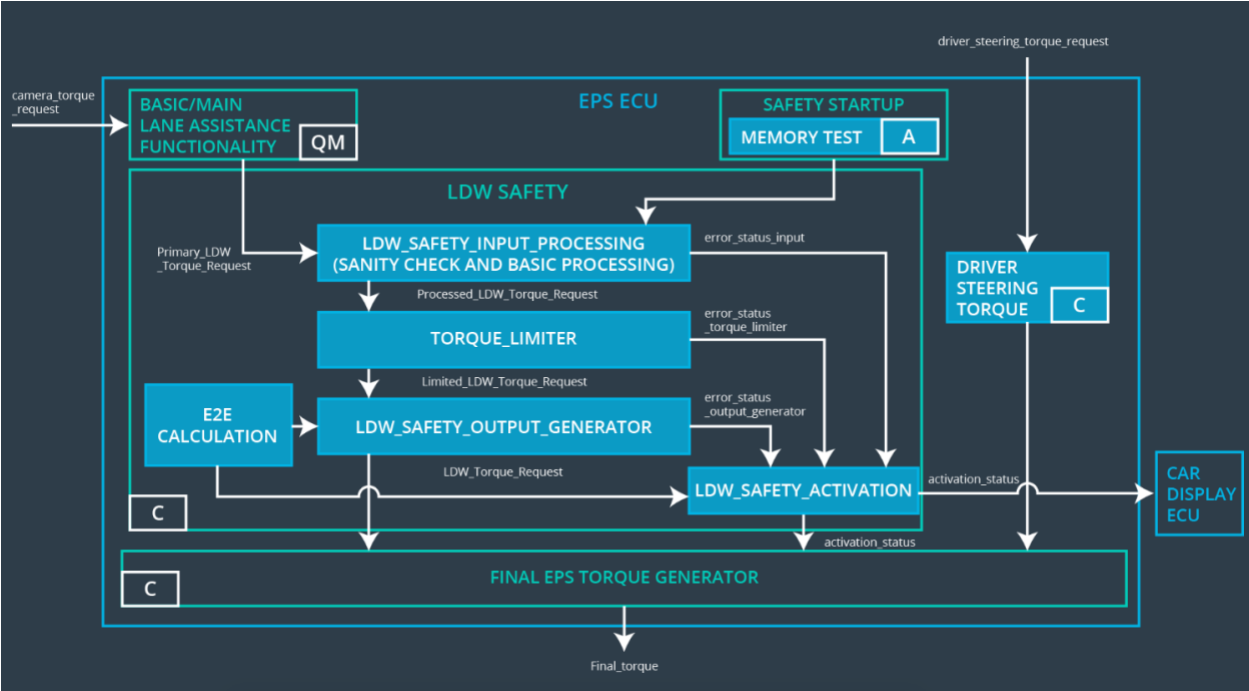 driver_steering_torque_request
camera_torque
_request
EPS ECU
BASIC/MAIN
LANE ASSISTANCE
FUNCTIONALITY
QM
SAFETY STARTUP
MEMORY TEST
A
LDW SAFETY
Primary_LDW
_Torque_Request
LDW_SAFETY_INPUT_PROCESSING
(SANITY CHECK AND BASIC PROCESSING)
error_status_input
DRIVER
STEERING
TORQUE
C
Processed_LDW_Torque_Request
TORQUE_LIMITER
error_status
_torque_limiter
Limited_LDW_Torque_Request
E2E
CALCULATION
LDW_SAFETY_OUTPUT_GENERATOR
error_status
_output_generator
LDW_Torque_Request
LDW_SAFETY_ACTIVATION
activation_status
CAR
DISPLAY
ECU
C
activation_status
FINAL EPS TORQUE GENERATOR
C
Final_torque